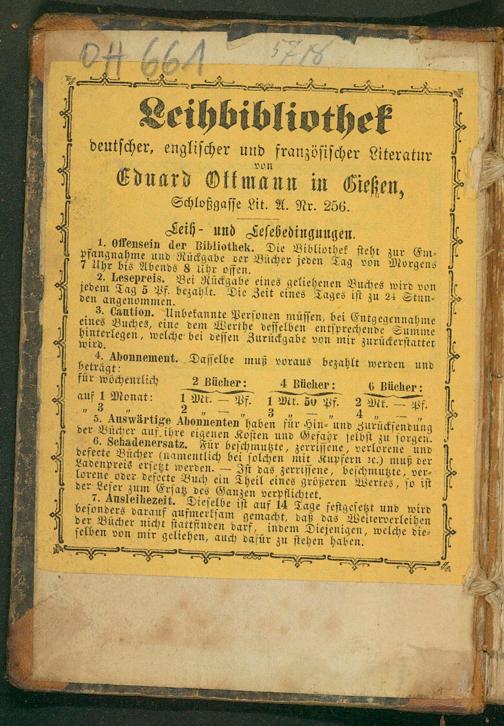 OH 661 5716
Leihbibliothek
deutscher, englischer und französischer Literatur
von
Eduard Ottmann in Gießen,
Schloßgasse Lit. A. Nr. 256.
Leih- und Lesebedingungen.
1. Offensein der Bibliothek. Die Bibliothek steht zur Em-
pfangnahme und Rückgabe der Bücher jeden Tag von Morgens
7 Uhr bis Abends 8 Uhr offen.
2. Lesepreis. Bei Rückgabe eines geliehenen Buches wird von
jedem Tag 5 Pf. bezahlt. Die Zeit eines Tages ist zu 24 Stun-
den angenommen.
3. Caution. Unbekannte Personen müssen, bei Entgegennahme
eines Buches, eine dem Werthe desselben entsprechende Summe
hinterlegen, welche bei dessen Zurückgabe von mir zurückerstattet
wird.
4. Abonnement. Dasselbe muß voraus bezahlt werden und
beträgt:
für wöchentlich 2 Bücher: 4 Bücher: 6 Bücher:
auf 1 Monat: 1 Mt. — Pf. 1 Mt. 50 Pf. 2 Mt. — Pf.
„ 3 „ 2 „ — „ 3 „ — „ 4 „ — „
5. Auswärtige Abonnenten haben für Hin- und Zurücksendung
der Bücher auf ihre eigenen Kosten und Gefahr selbst zu sorgen.
6. Schadenersatz. Für beschmutzte, zerrissene, verlorene und
defecte Bücher (namentlich bei solchen mit Kupfern ꝛc.) muß der
Ladenpreis ersetzt werden. — Ist das zerrissene, beschmutzte, ver-
lorene oder defecte Buch ein Theil eines größeren Werkes, so ist
der Leser zum Ersatz des Ganzen verpflichtet.
7. Ausleihezeit. Dieselbe ist auf 14 Tage festgesetzt und wird
besonders darauf aufmerksam gemacht, daß das Weiterverleihen
der Bücher nicht stattfinden darf, indem Diejenigen, welche die-
selben von mir geliehen, auch dafür zu stehen haben.